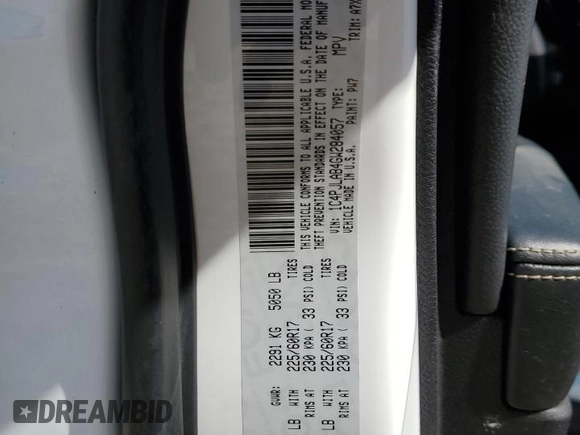 GVWR: 2291 KG 5050 LB
LB WITH 225/60R17 TIRES
RIMS AT 230 KPA ( 33 PSI) COLD
LB WITH 225/60R17 TIRES
RIMS AT 230 KPA ( 33 PSI) COLD
THIS VEHICLE CONFORMS TO ALL APPLICABLE U.S.A. FEDERAL MO
THEFT PREVENTION STANDARDS IN EFFECT ON THE DATE OF MANUF
VIN: 1C4PJLAB4GW284057 TYPE: MPV
VEHICLE MADE IN U.S.A. PAINT: PW7 TRIM: A7X
DREAMBID